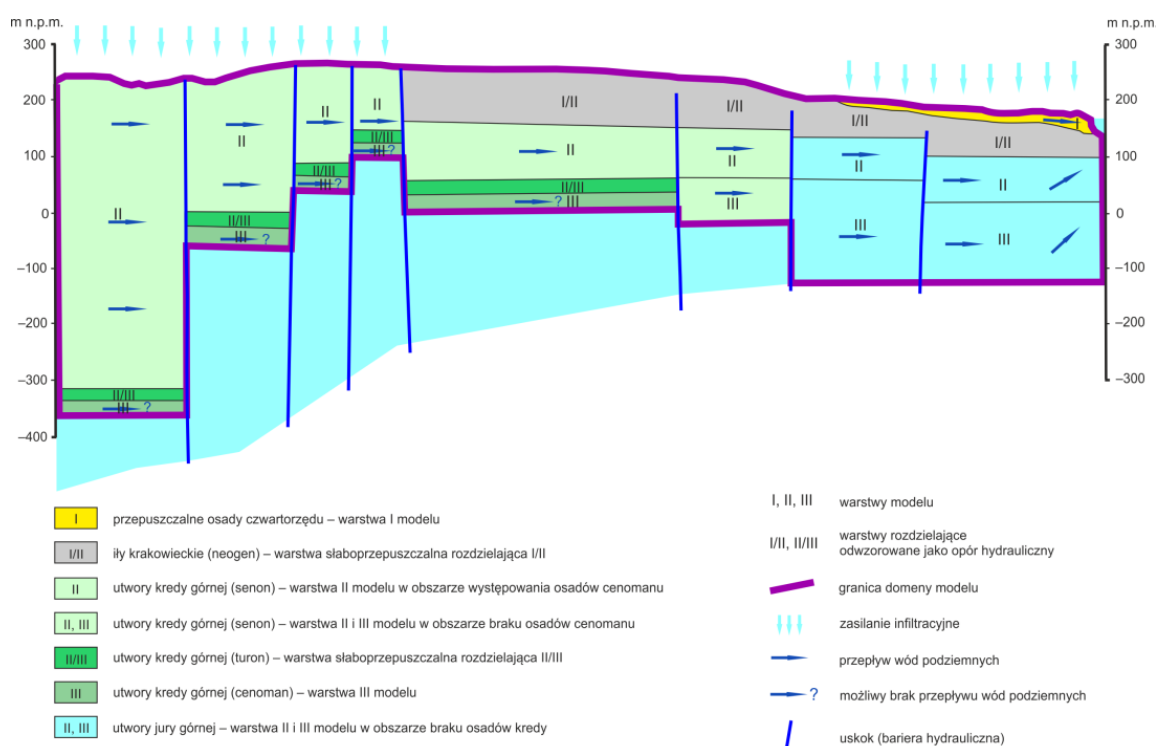 m n.p.m.
m n.p.m.
300
200
100
0
–100
–200
–300
–400
300
200
100
0
–100
–200
–300
II
II/III
III
?
II
II/III
III
?
II
II/III
III
?
II
II/III
III
?
I/II
II
II/III
?
III
I/II
II
III
I/II
II
III
I
I/II
II
III
I
przepuszczalne osady czwartorzędu – warstwa I modelu
I/II
iły krakowieckie (neogen) – warstwa słaboprzepuszczalna rozdzielająca I/II
II
utwory kredy górnej (senon) – warstwa II modelu w obszarze występowania osadów cenomanu
II, III
utwory kredy górnej (senon) – warstwa II i III modelu w obszarze braku osadów cenomanu
II/III
utwory kredy górnej (turon) – warstwa słaboprzepuszczalna rozdzielająca II/III
III
utwory kredy górnej (cenoman) – warstwa III modelu
II, III
utwory jury górnej – warstwa II i III modelu w obszarze braku osadów kredy
I, II, III
warstwy modelu
I/II, II/III
warstwy rozdzielające
odwzorowane jako opór hydrauliczny
granica domeny modelu
zasilanie infiltracyjne
przepływ wód podziemnych
?
możliwy brak przepływu wód podziemnych
uskok (bariera hydrauliczna)